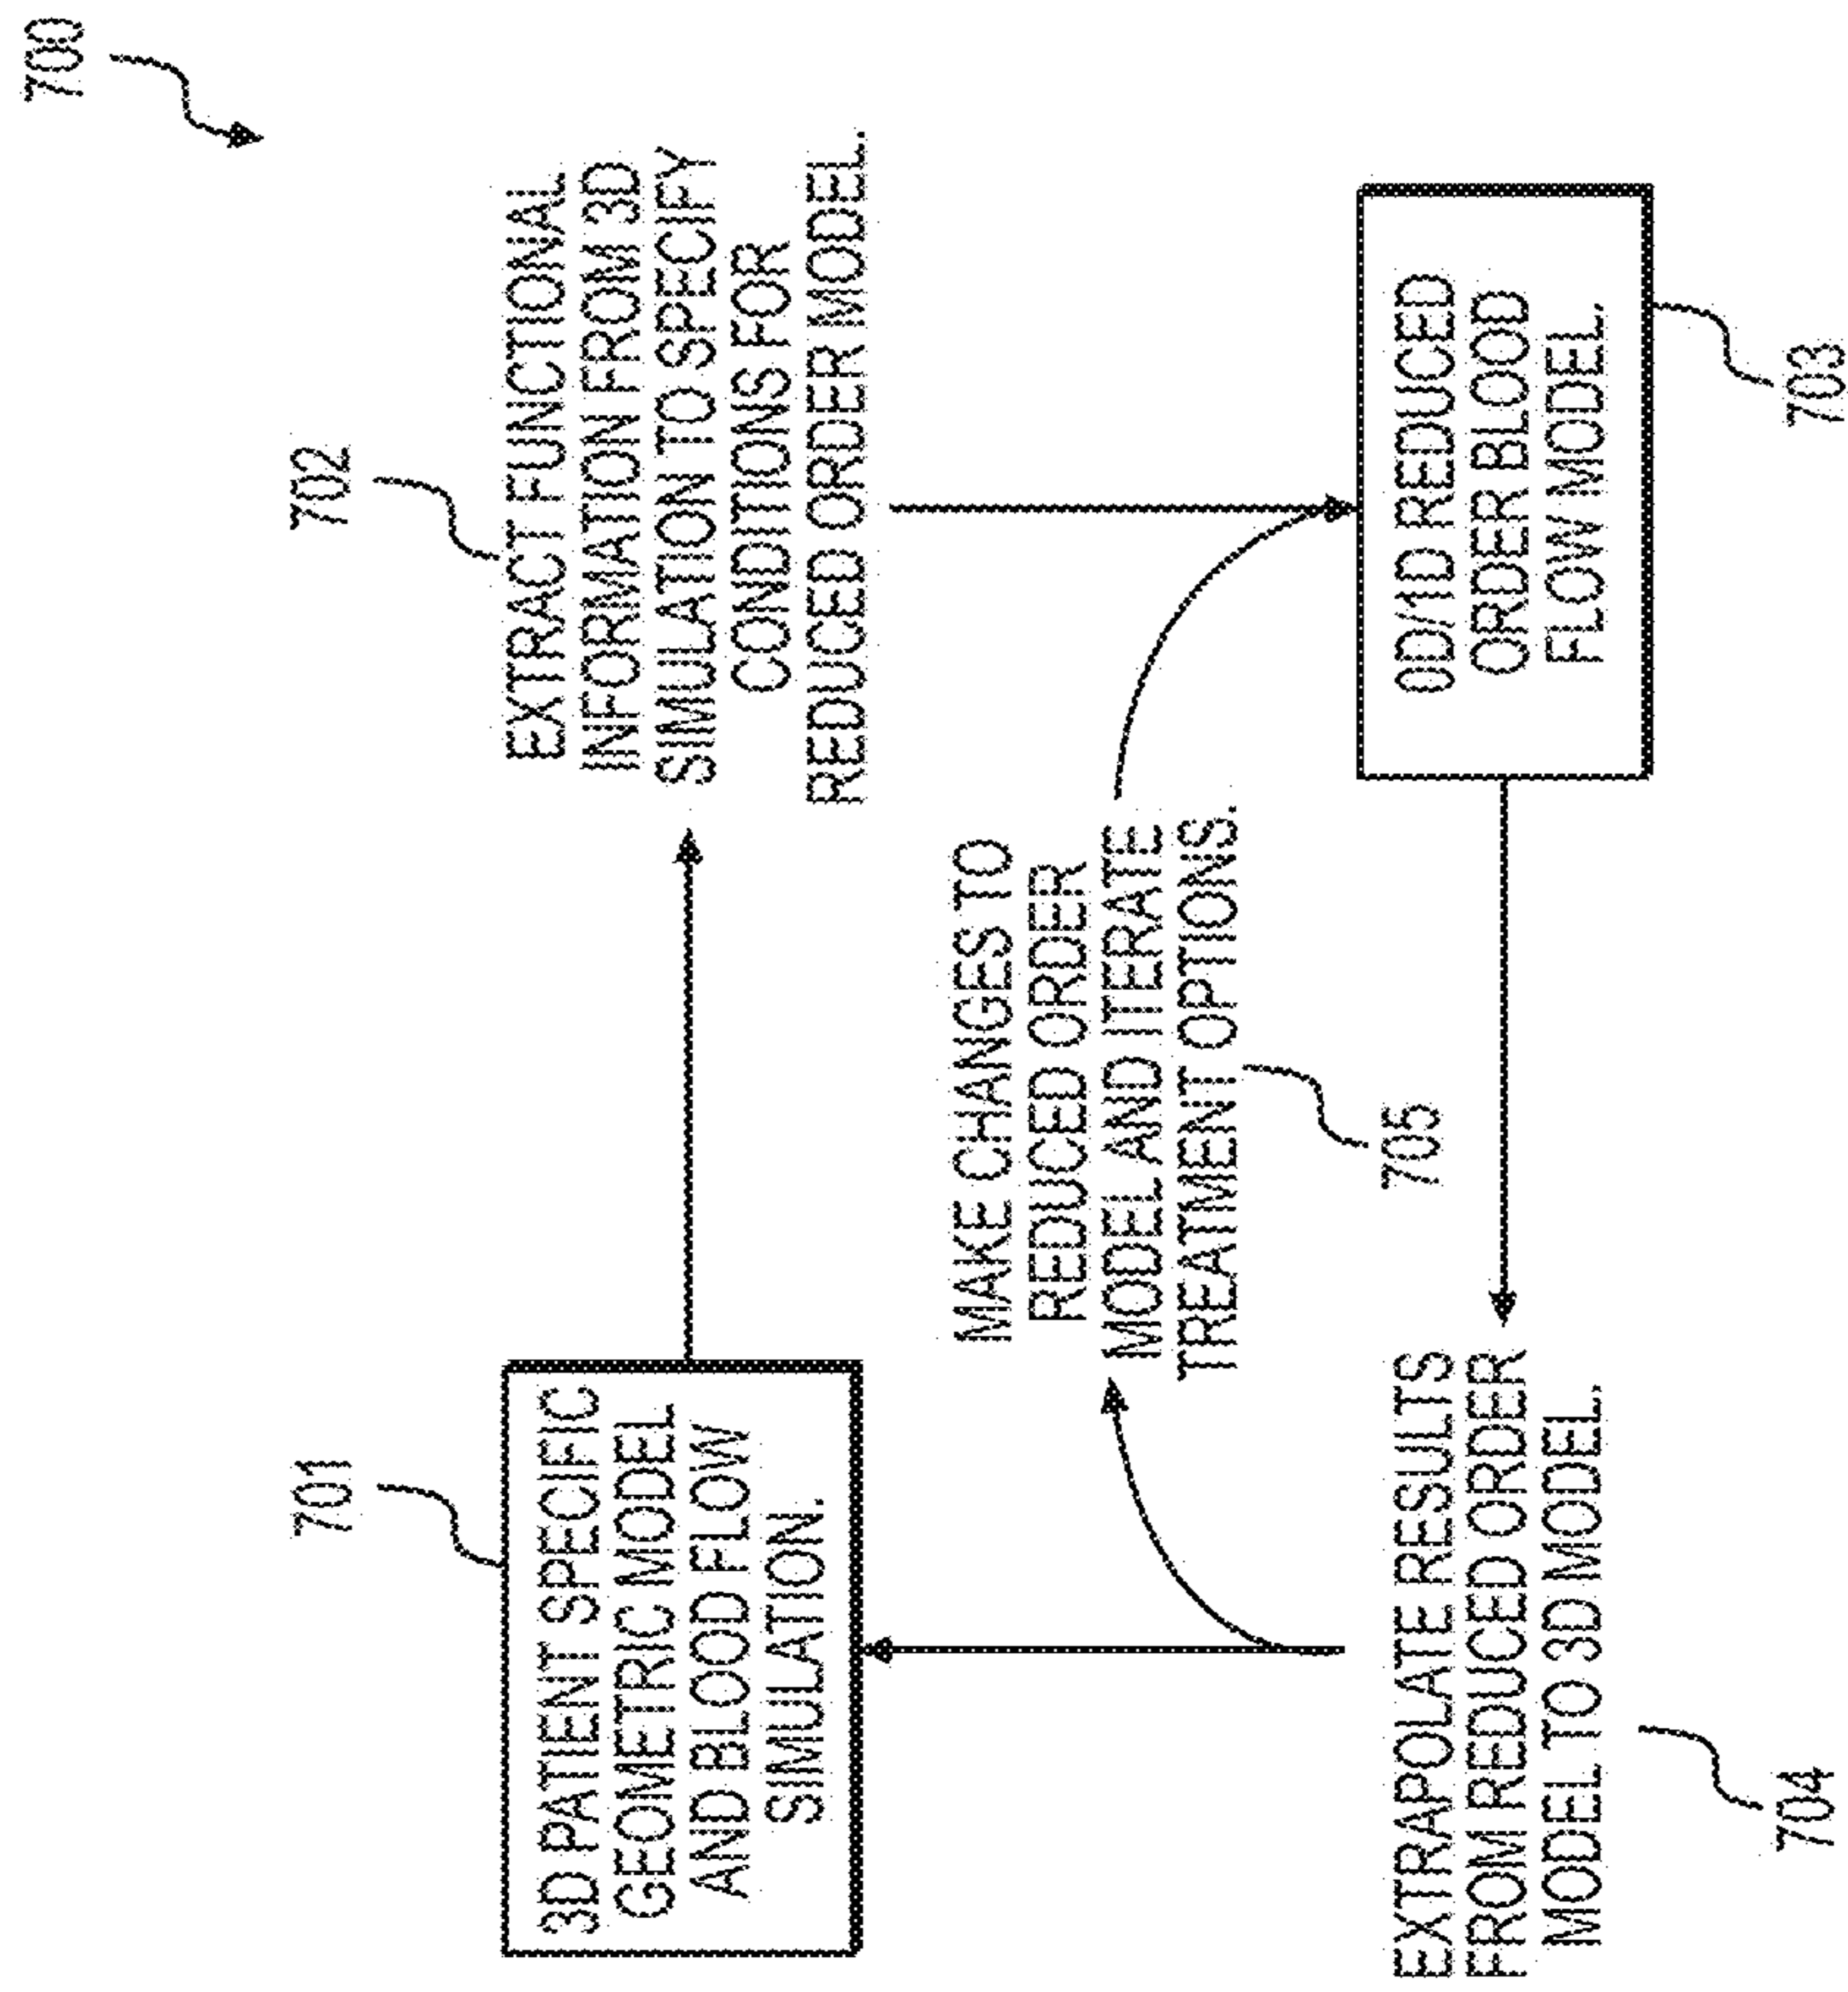 700
701
3D PATIENT SPECIFIC
GEOMETRIC MODEL
AND BLOOD FLOW
SIMULATION.
702
EXTRACT FUNCTIONAL
INFORMATION FROM 3D
SIMULATION TO SPECIFY
CONDITIONS FOR
REDUCED ORDER MODEL.
MAKE CHANGES TO
REDUCED ORDER
MODEL AND ITERATE
TREATMENT OPTIONS.
705
EXTRAPOLATE RESULTS
FROM REDUCED ORDER
MODEL TO 3D MODEL.
704
0D/1D REDUCED
ORDER BLOOD
FLOW MODEL.
703